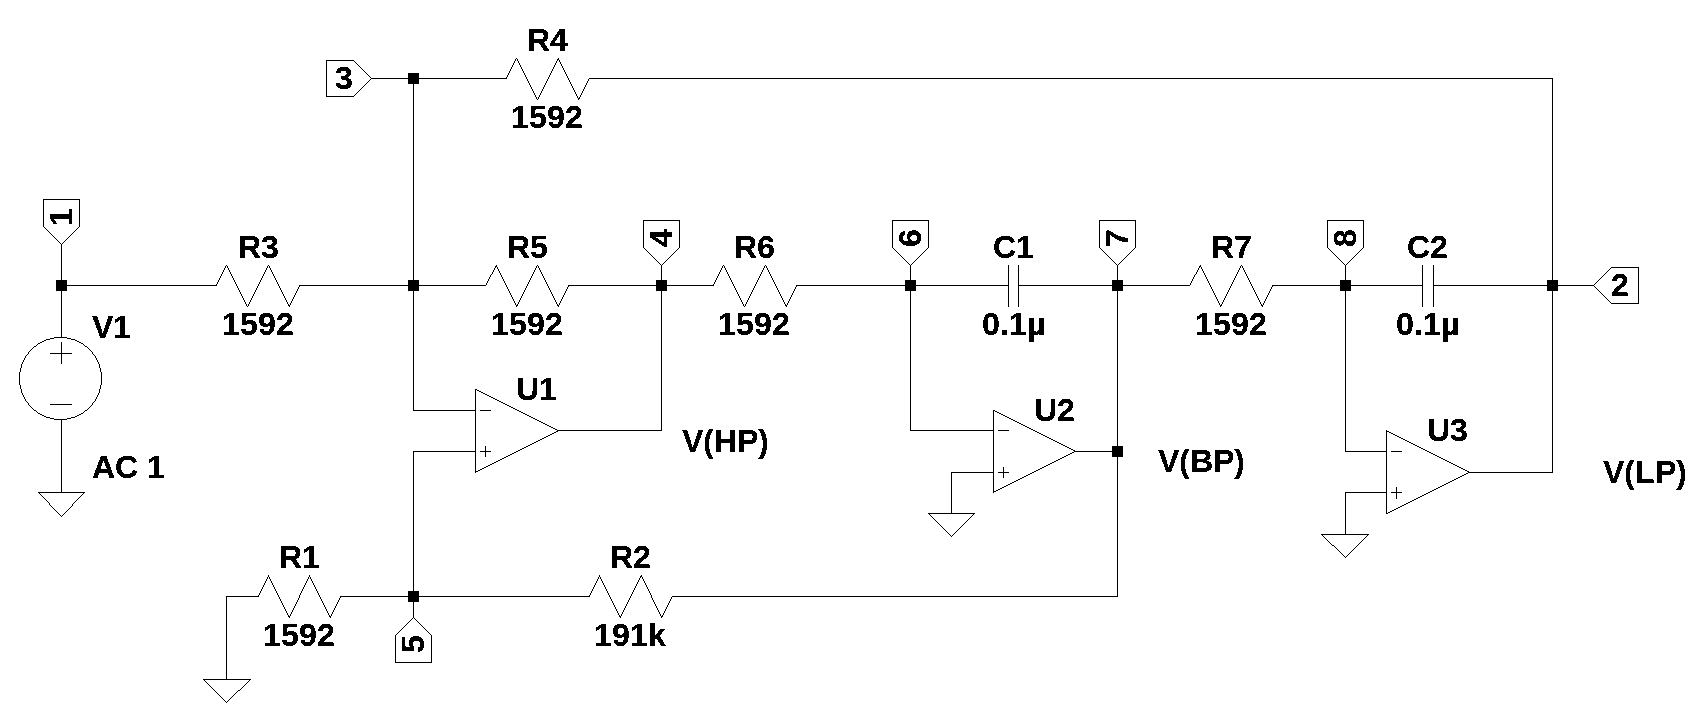 R4
3
1592
1
R3
R5
4
R6
6
C1
7
R7
8
C2
2
1592
1592
1592
0.1µ
1592
0.1µ
V1
+
−
AC 1
U1
−
+
V(HP)
U2
−
+
V(BP)
U3
−
+
V(LP)
R1
R2
1592
5
191k